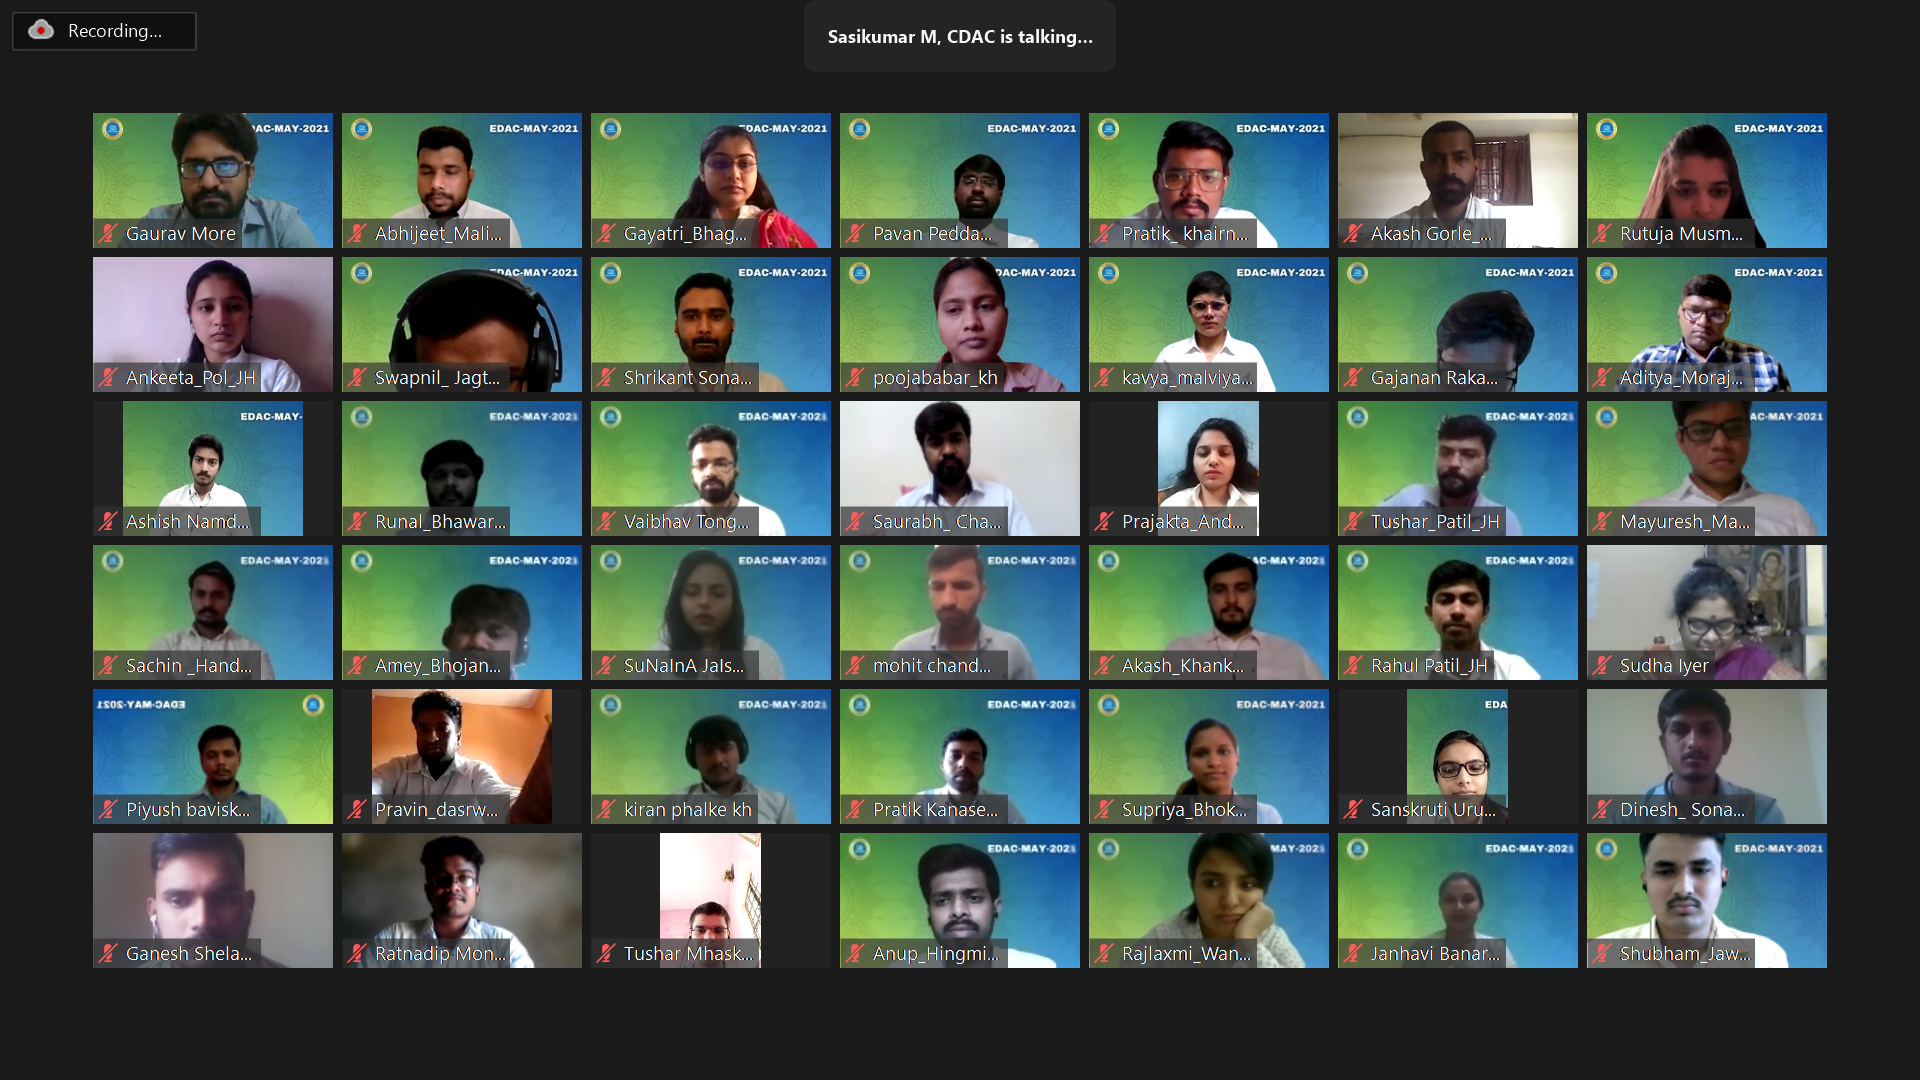 Recording...
Sasikumar M, CDAC is talking...
DAC-MAY-2021
Gaurav More
EDAC-MAY-2021
Abhijeet_Mali...
EDAC-MAY-2021
Gayatri_Bhag...
EDAC-MAY-2021
Pavan Pedda...
EDAC-MAY-2021
Pratik_ khairn...
Akash Gorle_...
EDAC-MAY-2021
Rutuja Musm...
Ankeeta_Pol_JH
EDAC-MAY-2021
Swapnil_ Jagt...
EDAC-MAY-2021
Shrikant Sona...
DAC-MAY-2021
poojababar_kh
EDAC-MAY-2021
kavya_malviya...
EDAC-MAY-2021
Gajanan Raka...
EDAC-MAY-2021
Aditya_Moraj...
EDAC-MAY-
Ashish Namd...
EDAC-MAY-2021
Runal_Bhawar...
EDAC-MAY-2021
Vaibhav Tong...
Saurabh_ Cha...
Prajakta_And...
EDAC-MAY-2021
Tushar_Patil_JH
AC-MAY-2021
Mayuresh_Ma...
EDAC-MAY-2021
Sachin _Hand...
EDAC-MAY-2021
Amey_Bhojan...
EDAC-MAY-2021
SuNaInA JaIs...
EDAC-MAY-2021
mohit chand...
C-MAY-2021
Akash_Khank...
EDAC-MAY-2021
Rahul Patil_JH
Sudha Iyer
EDAC-MAY-2021
Piyush bavisk...
Pravin_dasrw...
EDAC-MAY-2021
kiran phalke kh
EDAC-MAY-2021
Pratik Kanase...
EDAC-MAY-2021
Supriya_Bhok...
EDA
Sanskruti Uru...
Dinesh_ Sona...
Ganesh Shela...
Ratnadip Mon...
Tushar Mhask...
EDAC-MAY-2021
Anup_Hingmi...
MAY-2021
Rajlaxmi_Wan...
EDAC-MAY-2021
Janhavi Banar...
EDAC-MAY-2021
Shubham_Jaw...